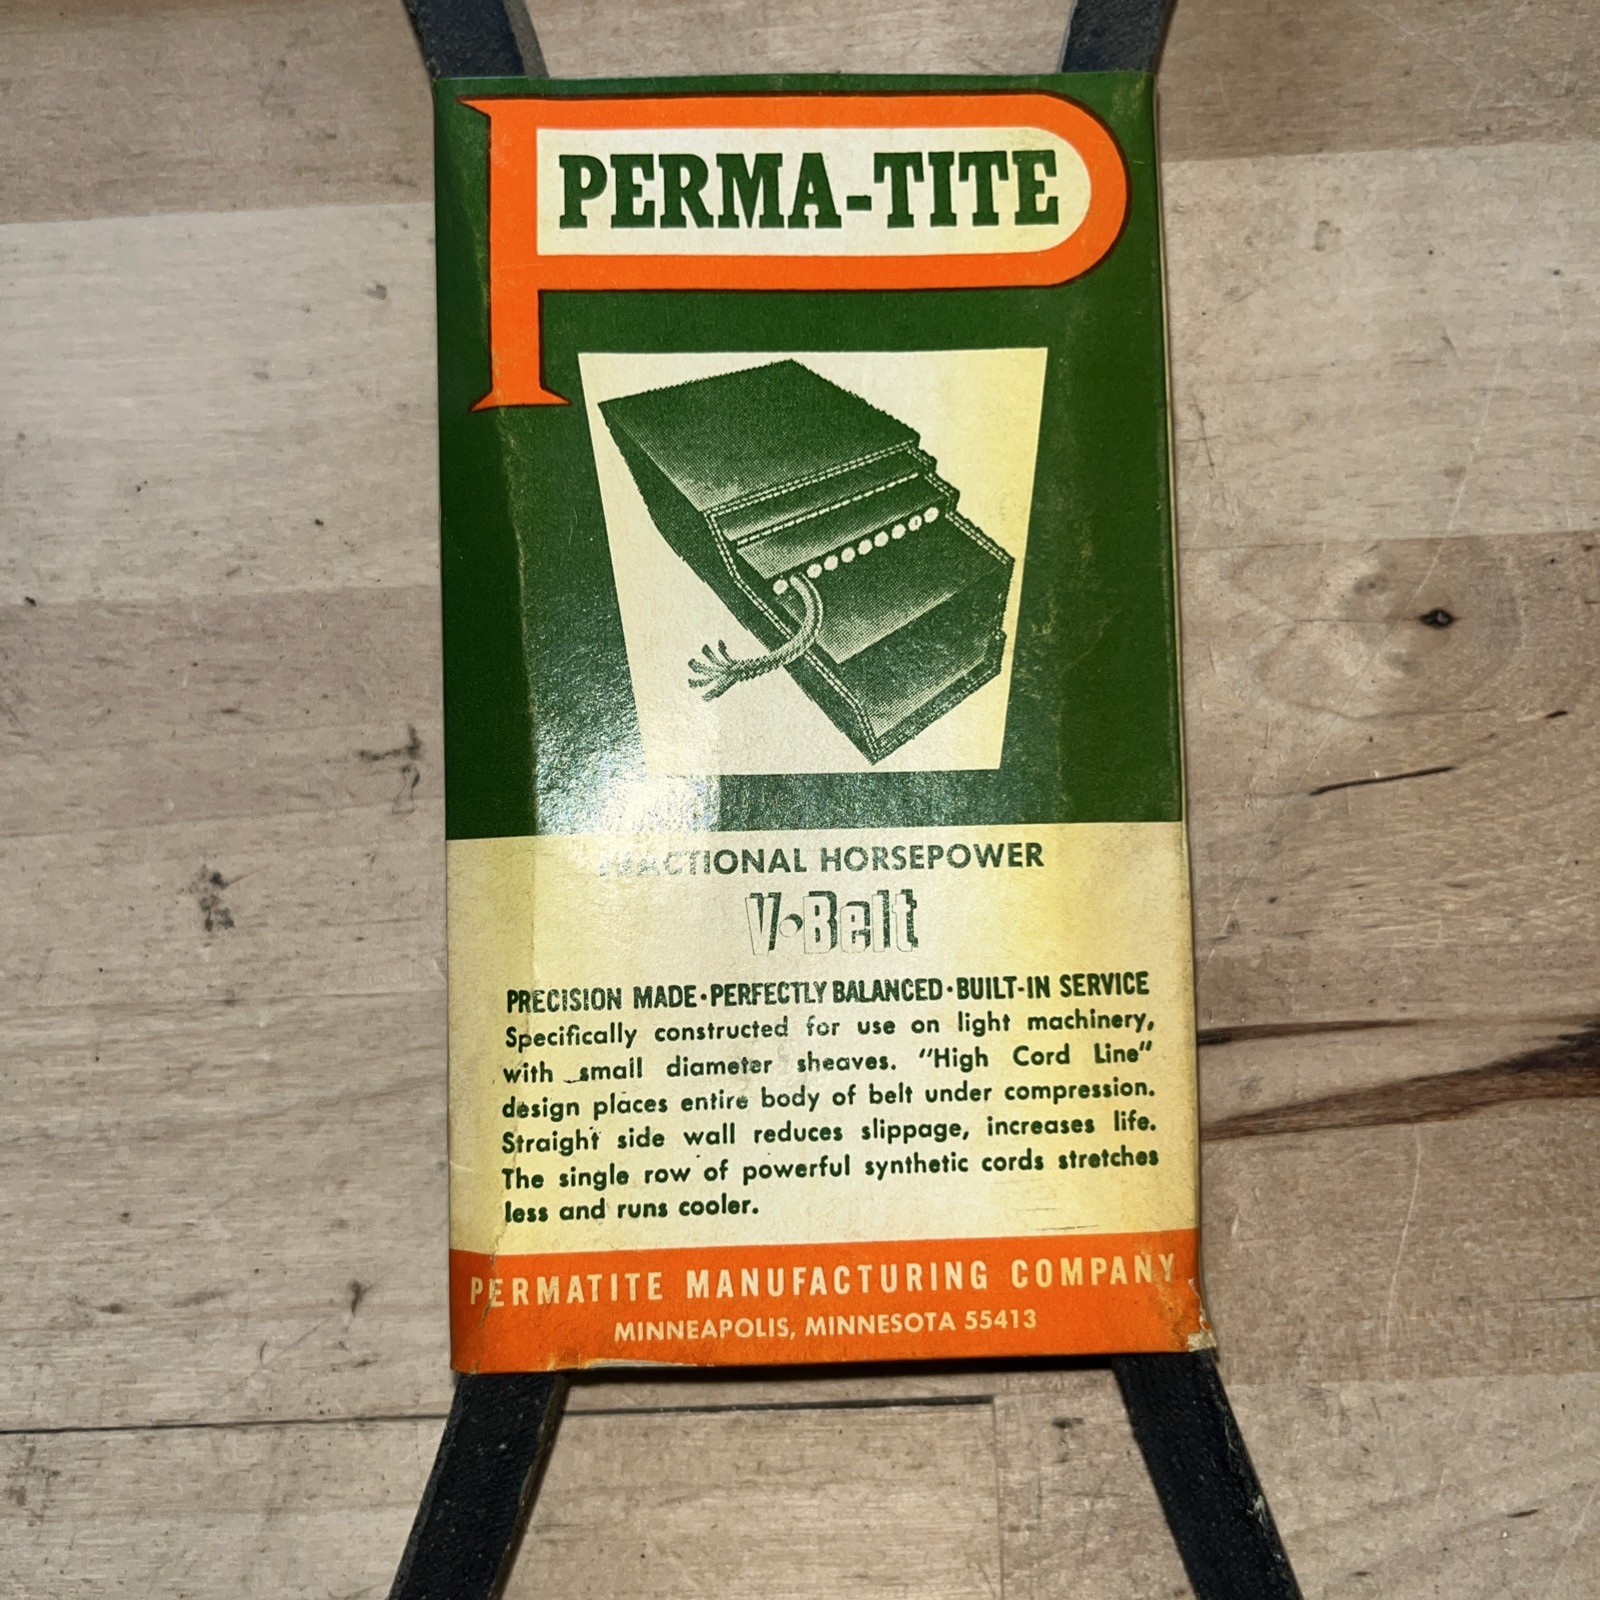 PERMA-TITE
FRACTIONAL HORSEPOWER
V•Belt
PRECISION MADE•PERFECTLY BALANCED•BUILT-IN SERVICE
Specifically constructed for use on light machinery,
with small diameter sheaves. "High Cord Line"
design places entire body of belt under compression.
Straight side wall reduces slippage, increases life.
The single row of powerful synthetic cords stretches
less and runs cooler.
PERMATITE MANUFACTURING COMPANY
MINNEAPOLIS, MINNESOTA 55413